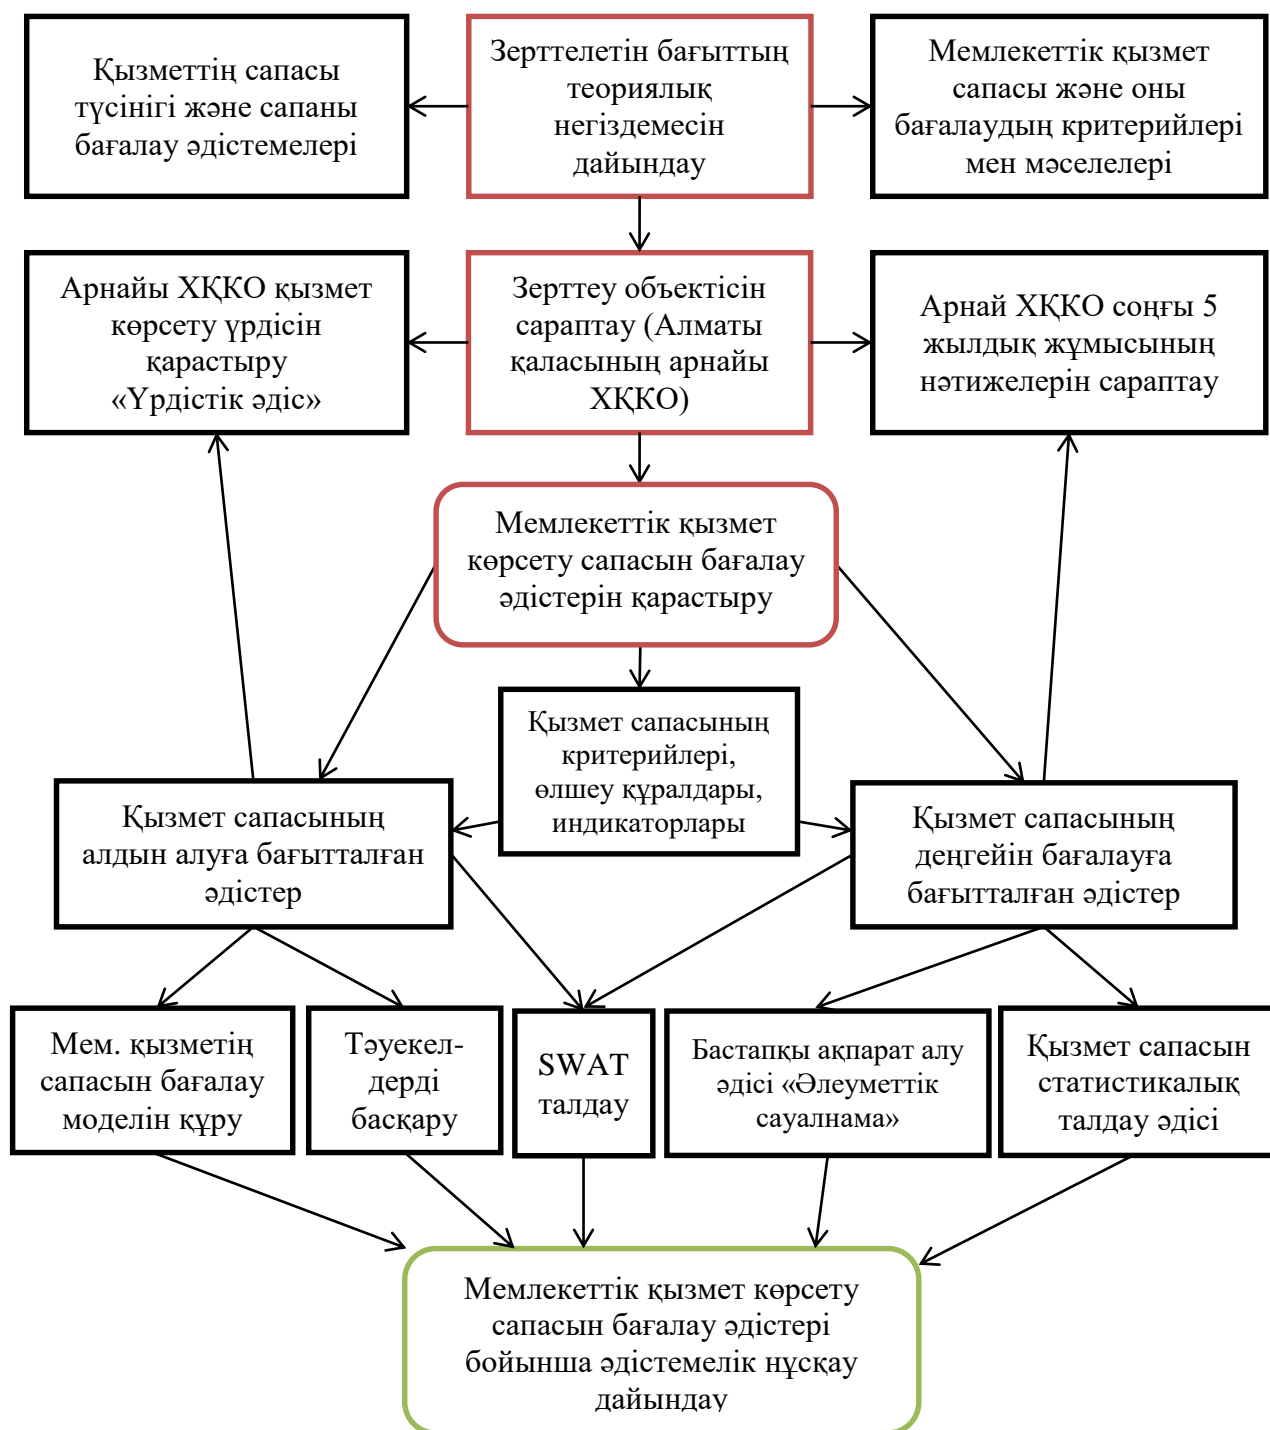 Қызметтің сапасы
түсінігі және сапаны
бағалау әдістемелері
Зерттелетін бағыттың
теориялық
негіздемесін
дайындау
Мемлекеттік қызмет
сапасы және оны
бағалаудың критерийлері
мен мәселелері
Арнайы ХҚКО қызмет
көрсету үрдісін
қарастыру
«Үрдістік әдіс»
Зерттеу объектісін
сараптау (Алматы
қаласының арнайы
ХҚКО)
Арнай ХҚКО соңғы 5
жылдық жұмысының
нәтижелерін сараптау
Мемлекеттік қызмет
көрсету сапасын бағалау
әдістерін қарастыру
Қызмет сапасының
критерийлері,
өлшеу құралдары,
индикаторлары
Қызмет сапасының
алдын алуға бағытталған
әдістер
Қызмет сапасының
деңгейін бағалауға
бағытталған әдістер
Мем. қызметің
сапасын бағалау
моделін құру
Тәуекел-
дерді
басқару
SWAT
талдау
Бастапқы ақпарат алу
әдісі «Әлеуметтік
сауалнама»
Қызмет сапасын
статистикалық
талдау әдісі
Мемлекеттік қызмет көрсету
сапасын бағалау әдістері
бойынша әдістемелік нұсқау
дайындау